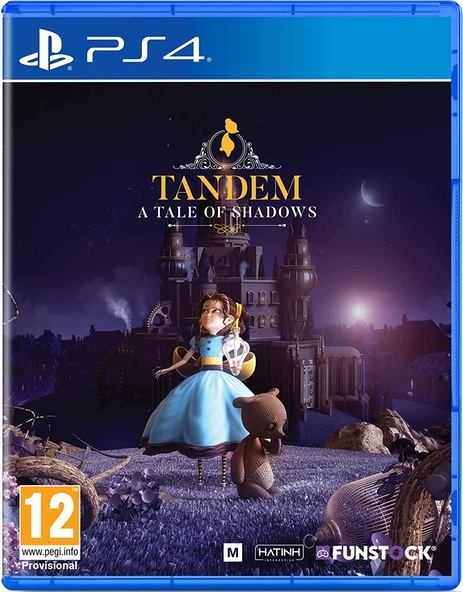 PS4
TANDEM
A TALE OF SHADOWS
12
www.pegi.info
Provisional
M
HATINH
INTERACTIVE
FUNSTOCK